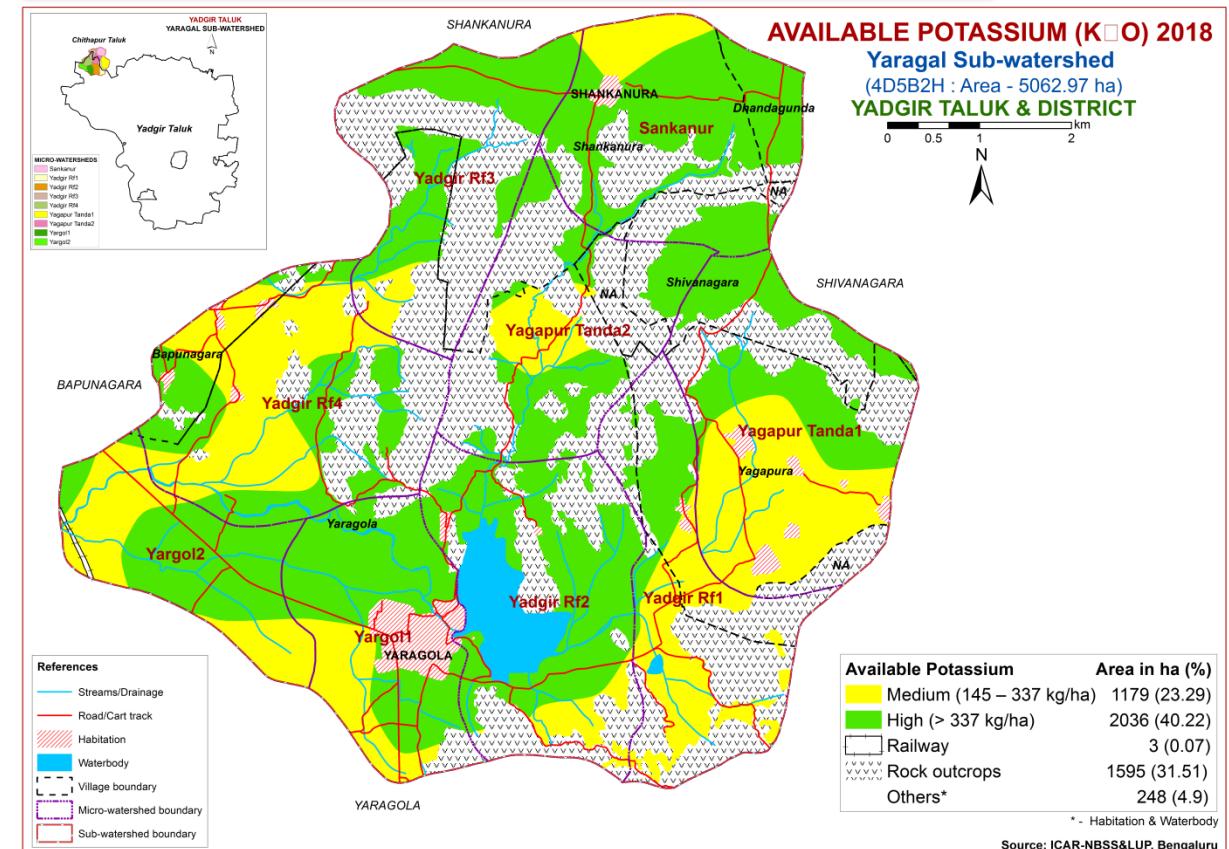 SHANKANURA
AVAILABLE POTASSIUM (K□O) 2018
Yaragal Sub-watershed
(4D5B2H : Area - 5062.97 ha)
YADGIR TALUK & DISTRICT
0 0.5 1 2
km
N
YADGIR TALUK
YARAGAL SUB-WATERSHED
Chithapur Taluk
N
Yadgir Taluk
MICRO-WATERSHEDS
Sankanur
Yadgir Rf1
Yadgir Rf2
Yadgir Rf3
Yadgir Rf4
Yagapur Tanda1
Yagapur Tanda2
Yargol1
Yargol2
SHANKANURA
Dhandagunda
Sankanur
Shankanura
Yadgir Rf3
NA
Shivanagara
SHIVANAGARA
NA
Yagapur Tanda2
Bapunagara
BAPUNAGARA
Yadgir Rf4
Yagapur Tanda1
Yagapura
Yaragola
Yargol2
NA
Yadgir Rf2
Yadgir Rf1
Yargol1
YARAGOLA
YARAGOLA
References
Streams/Drainage
Road/Cart track
Habitation
Waterbody
Village boundary
Micro-watershed boundary
Sub-watershed boundary
Available Potassium Area in ha (%)
Medium (145 – 337 kg/ha) 1179 (23.29)
High (> 337 kg/ha) 2036 (40.22)
Railway 3 (0.07)
Rock outcrops 1595 (31.51)
Others* 248 (4.9)
* - Habitation & Waterbody
Source: ICAR-NBSS&LUP, Bengaluru